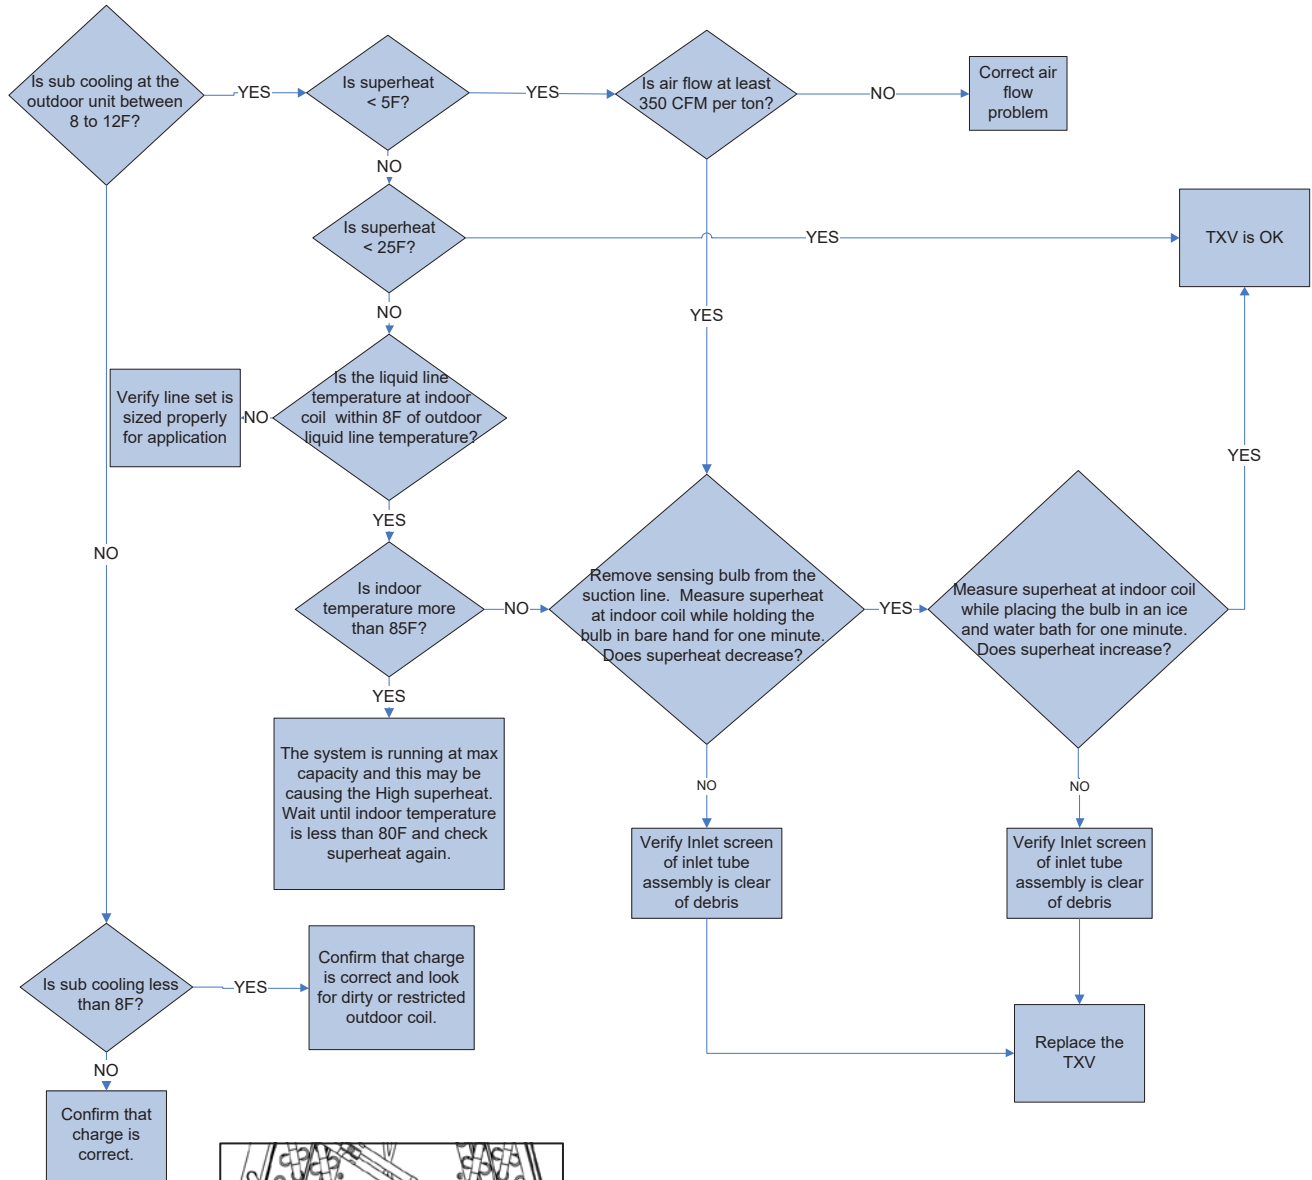 Is sub cooling at the
outdoor unit between
8 to 12F?
YES
Is superheat
< 5F?
YES
Is air flow at least
350 CFM per ton?
NO
Correct air
flow
problem
NO
Is superheat
< 25F?
YES
TXV is OK
NO
YES
Is the liquid line
temperature at indoor
coil within 8F of outdoor
liquid line temperature?
NO
Verify line set is
sized properly
for application
YES
YES
NO
Is indoor
temperature more
than 85F?
NO
Remove sensing bulb from the
suction line. Measure superheat
at indoor coil while holding the
bulb in bare hand for one minute.
Does superheat decrease?
YES
Measure superheat at indoor coil
while placing the bulb in an ice
and water bath for one minute.
Does superheat increase?
YES
The system is running at max
capacity and this may be
causing the High superheat.
Wait until indoor temperature
is less than 80F and check
superheat again.
NO
NO
Verify Inlet screen
of inlet tube
assembly is clear
of debris
Verify Inlet screen
of inlet tube
assembly is clear
of debris
Is sub cooling less
than 8F?
YES
Confirm that charge
is correct and look
for dirty or restricted
outdoor coil.
Replace the
TXV
NO
Confirm that
charge is
correct.